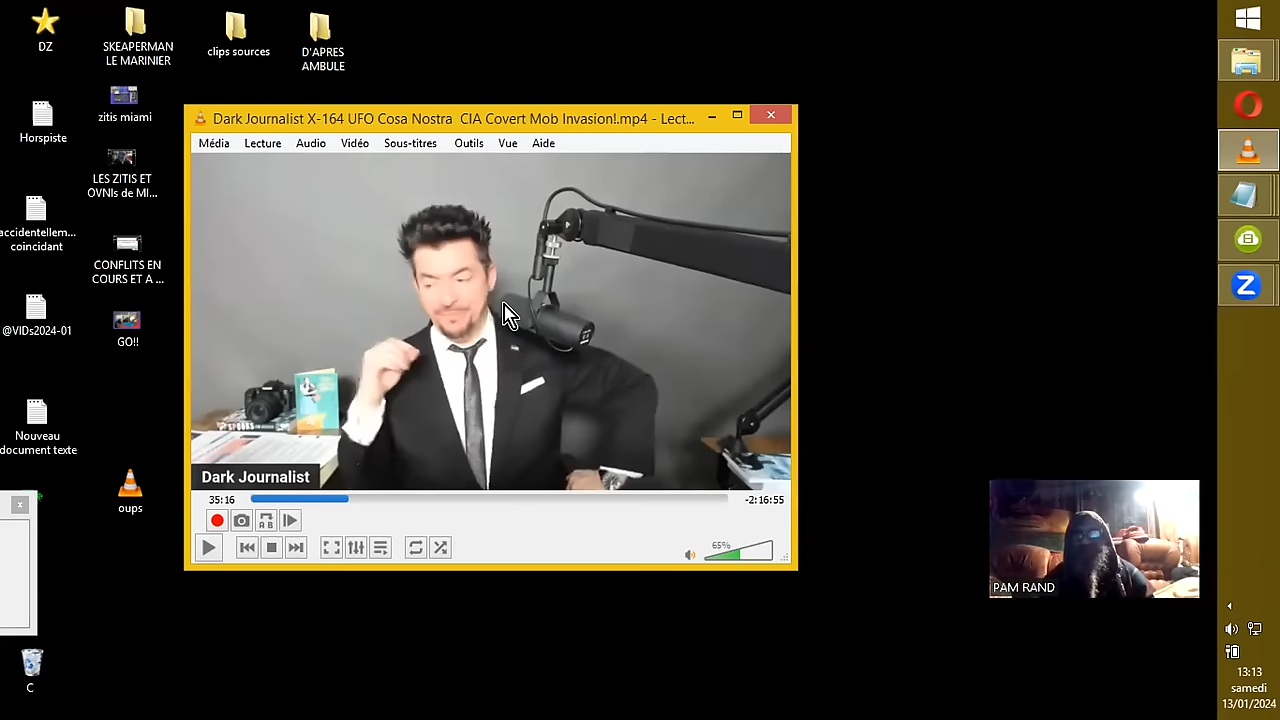 DZ
SKEAPERMAN
LE MARINIER
clips sources
D'APRES
AMBULE
Horspiste
zitis miami
LES ZITIS ET
OVNIs de MI...
accidentellem...
coincidant
CONFLITS EN
COURS ET A ...
@VIDs2024-01
GO!!
Nouveau
document texte
oups
C
Dark Journalist X-164 UFO Cosa Nostra CIA Covert Mob Invasion!.mp4 - Lect...
Média Lecture Audio Vidéo Sous-titres Outils Vue Aide
Dark Journalist
35:16
-2:16:55
65%
PAM RAND
13:13
samedi
13/01/2024